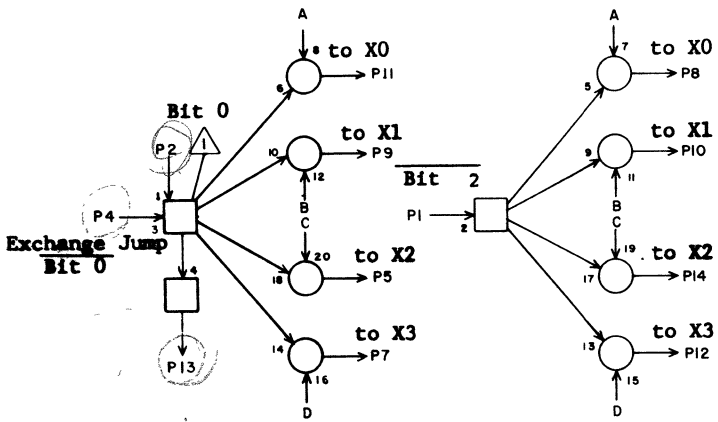 A
8 to X0
6
P11
Bit 0
P2
1
to X1
10
P9
12
1
3
P4
B
C
Exchange Jump
Bit 0
4
20
to X2
18
P5
P13
to X3
14
P7
16
D
A
7
to X0
5
P8
to X1
9
P10
11
Bit 2
P1
2
B
C
19
to X2
17
P14
to X3
13
P12
15
D